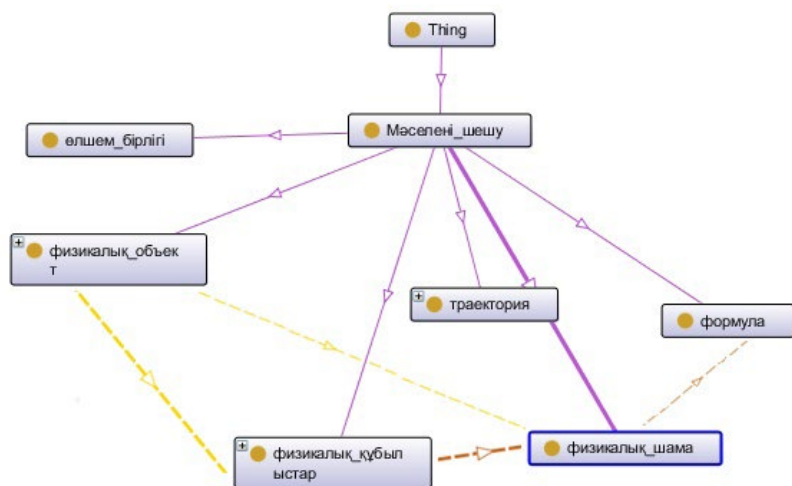 Thing
Мәселені_шешу
өлшем_бірлігі
физикалық_объек
т
траектория
формула
физикалық_құбыл
ыстар
физикалық_шама